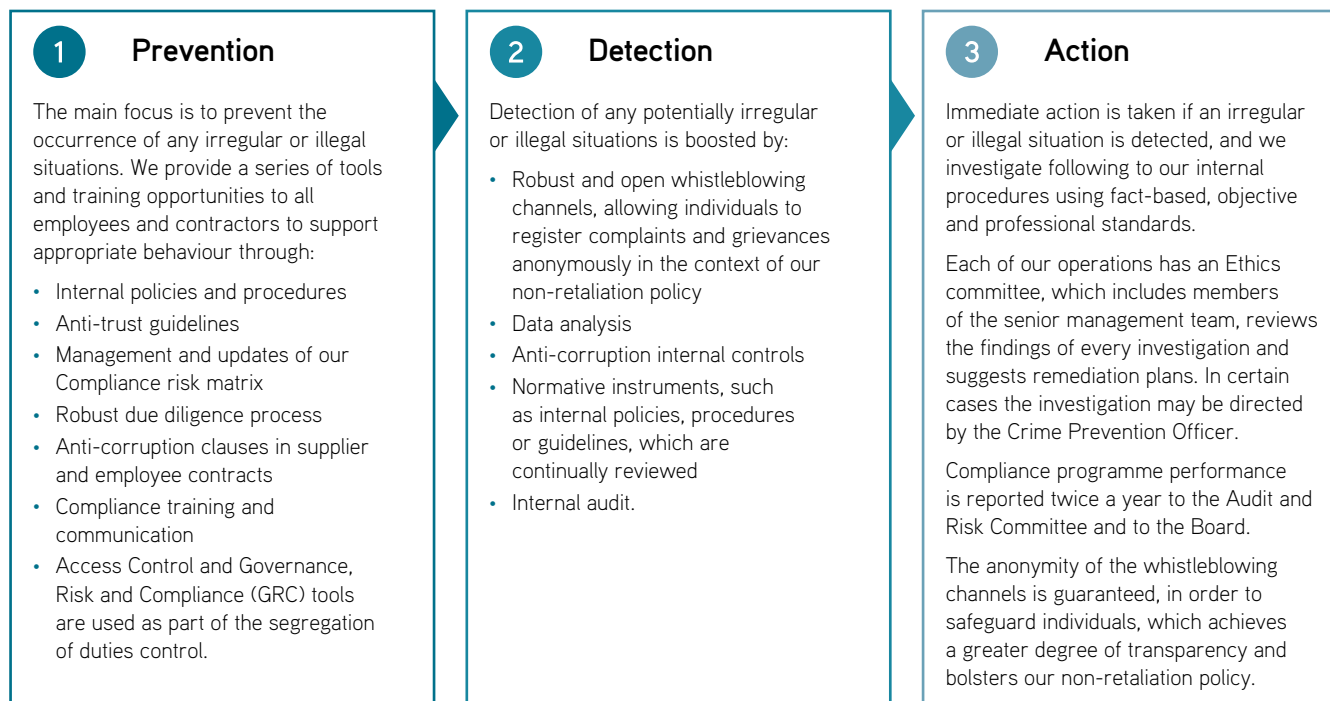 1
Prevention
The main focus is to prevent the
occurrence of any irregular or illegal
situations. We provide a series of tools
and training opportunities to all
employees and contractors to support
appropriate behaviour through:
• Internal policies and procedures
• Anti-trust guidelines
• Management and updates of our
Compliance risk matrix
• Robust due diligence process
• Anti-corruption clauses in supplier
and employee contracts
• Compliance training and
communication
• Access Control and Governance,
Risk and Compliance (GRC) tools
are used as part of the segregation
of duties control.
2
Detection
Detection of any potentially irregular
or illegal situations is boosted by:
• Robust and open whistleblowing
channels, allowing individuals to
register complaints and grievances
anonymously in the context of our
non-retaliation policy
• Data analysis
• Anti-corruption internal controls
• Normative instruments, such
as internal policies, procedures
or guidelines, which are
continually reviewed
• Internal audit.
3
Action
Immediate action is taken if an irregular
or illegal situation is detected, and we
investigate following to our internal
procedures using fact-based, objective
and professional standards.
Each of our operations has an Ethics
committee, which includes members
of the senior management team, reviews
the findings of every investigation and
suggests remediation plans. In certain
cases the investigation may be directed
by the Crime Prevention Officer.
Compliance programme performance
is reported twice a year to the Audit and
Risk Committee and to the Board.
The anonymity of the whistleblowing
channels is guaranteed, in order to
safeguard individuals, which achieves
a greater degree of transparency and
bolsters our non-retaliation policy.